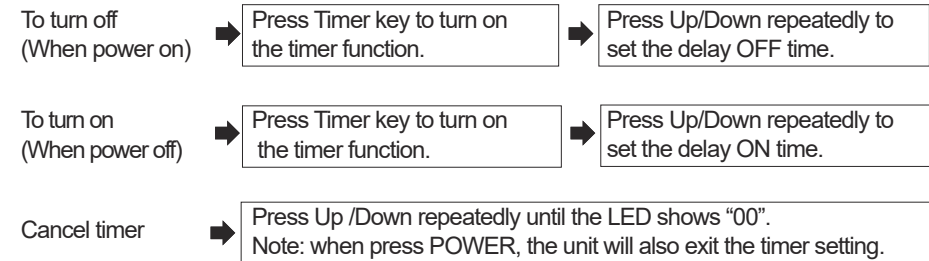 To turn off
(When power on)
Press Timer key to turn on
the timer function.
Press Up/Down repeatedly to
set the delay OFF time.
To turn on
(When power off)
Press Timer key to turn on
the timer function.
Press Up/Down repeatedly to
set the delay ON time.
Cancel timer
Press Up /Down repeatedly until the LED shows “00”.
Note: when press POWER, the unit will also exit the timer setting.